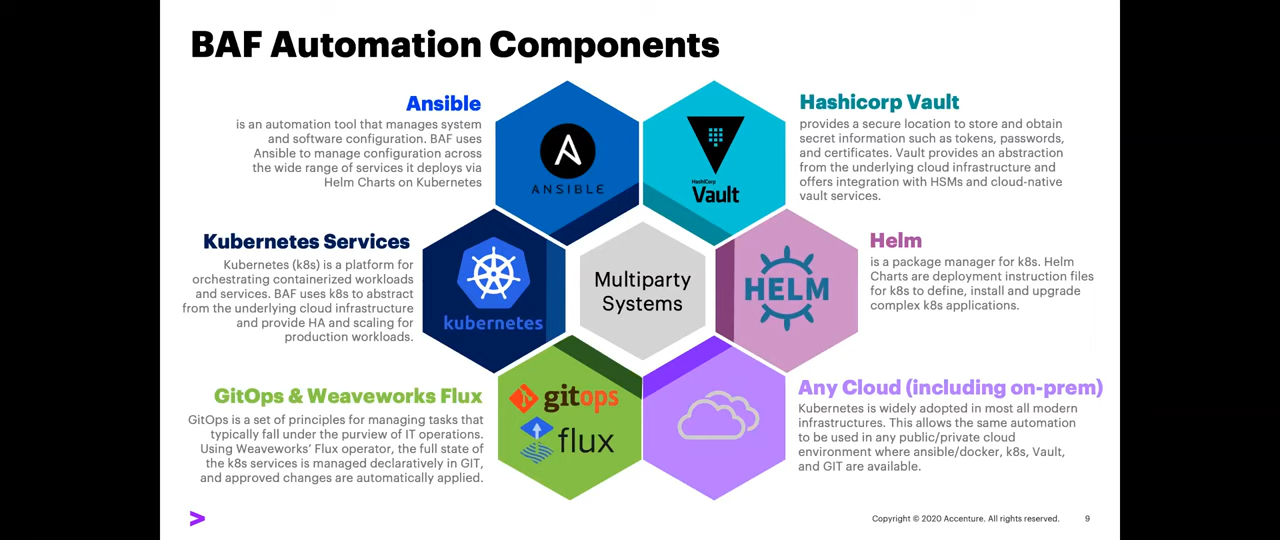 BAF Automation Components
Ansible
is an automation tool that manages system
and software configuration. BAF uses
Ansible to manage configuration across
the wide range of services it deploys via
Helm Charts on Kubernetes
ANSIBLE
HashiCorp
Vault
Hashicorp Vault
provides a secure location to store and obtain
secret information such as tokens, passwords,
and certificates. Vault provides an abstraction
from the underlying cloud infrastructure and
offers integration with HSMs and cloud-native
vault services.
Kubernetes Services
Kubernetes (k8s) is a platform for
orchestrating containerized workloads
and services. BAF uses k8s to abstract
from the underlying cloud infrastructure
and provide HA and scaling for
production workloads.
kubernetes
Multiparty
Systems
HELM
Helm
is a package manager for k8s. Helm
Charts are deployment instruction files
for k8s to define, install and upgrade
complex k8s applications.
GitOps & Weaveworks Flux
GitOps is a set of principles for managing tasks that
typically fall under the purview of IT operations.
Using Weaveworks’ Flux operator, the full state of
the k8s services is managed declaratively in GIT,
and approved changes are automatically applied.
gitops
flux
Any Cloud (including on-prem)
Kubernetes is widely adopted in most all modern
infrastructures. This allows the same automation
to be used in any public/private cloud
environment where ansible/docker, k8s, Vault,
and GIT are available.
Copyright © 2020 Accenture. All rights reserved. 9